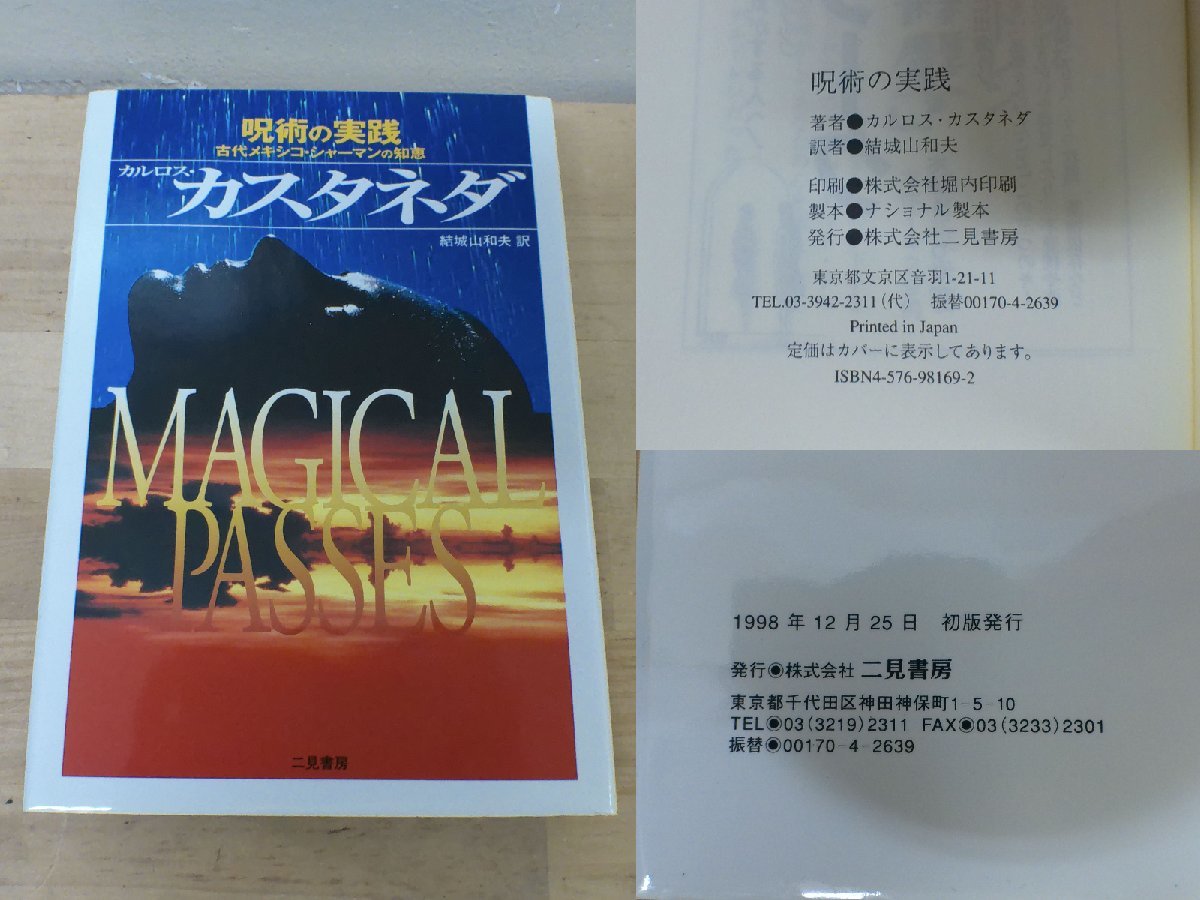 呪術の実践
古代メキシコ・シャーマンの知恵
カルロス・
カスタネダ
結城山和夫 訳
MAGICAL
PASSES
二見書房
呪術の実践
著者●カルロス・カスタネダ
訳者●結城山和夫
印刷●株式会社堀内印刷
製本●ナショナル製本
発行●株式会社二見書房
東京都文京区音羽1-21-11
TEL.03-3942-2311(代) 振替00170-4-2639
Printed in Japan
定価はカバーに表示してあります。
ISBN4-576-98169-2
1998年12月25日 初版発行
発行◉株式会社 二見書房
東京都千代田区神田神保町1-5-10
TEL◉03(3219)2311 FAX◉03(3233)2301
振替◉00170-4-2639